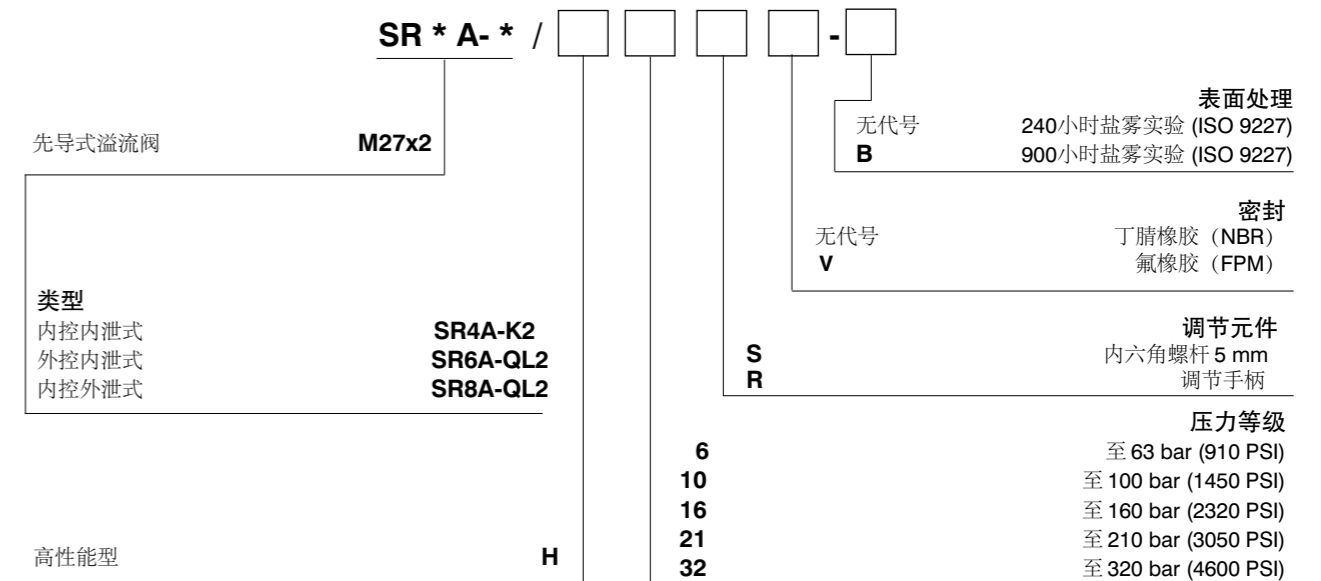 SR * A- * / -
表面处理
无代号 240小时盐雾实验 (ISO 9227)
B 900小时盐雾实验 (ISO 9227)
先导式溢流阀 M27x2
密封
无代号 丁腈橡胶（NBR）
V 氟橡胶（FPM）
类型
内控内泄式 SR4A-K2
外控内泄式 SR6A-QL2
内控外泄式 SR8A-QL2
调节元件
S 内六角螺杆 5 mm
R 调节手柄
压力等级
6 至 63 bar (910 PSI)
10 至 100 bar (1450 PSI)
16 至 160 bar (2320 PSI)
21 至 210 bar (3050 PSI)
32 至 320 bar (4600 PSI)
高性能型 H